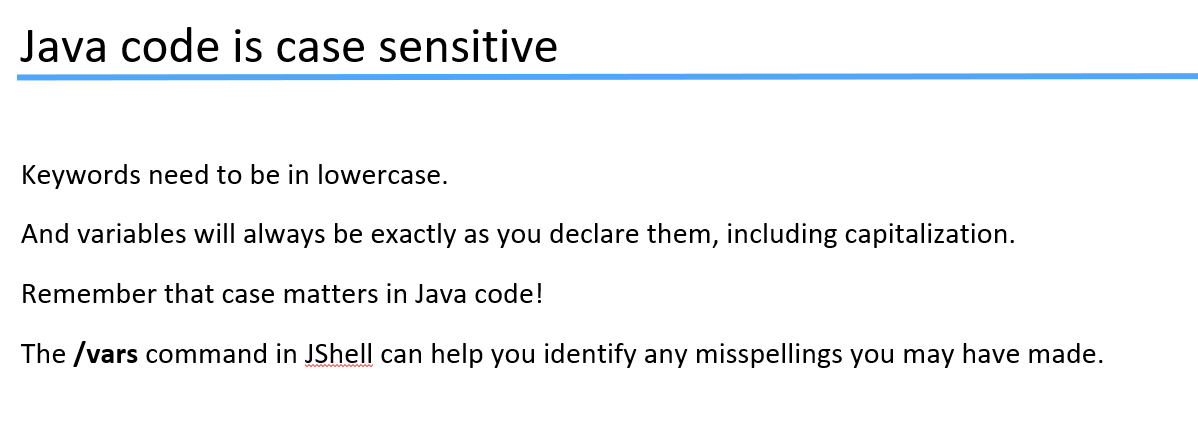 Java code is case sensitive
Keywords need to be in lowercase.
And variables will always be exactly as you declare them, including capitalization.
Remember that case matters in Java code!
The /vars command in JShell can help you identify any misspellings you may have made.